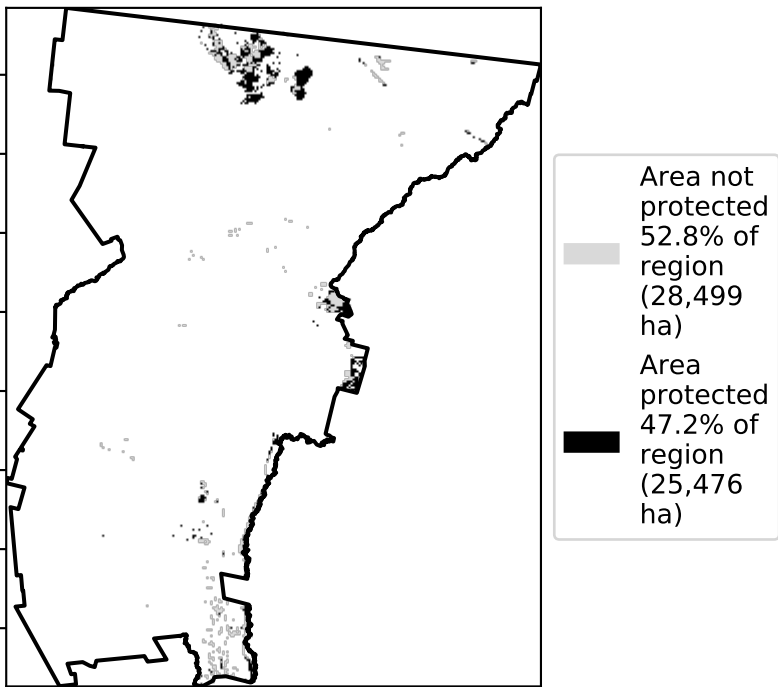 Area not
protected
52.8% of
region
(28,499
ha)
Area
protected
47.2% of
region
(25,476
ha)